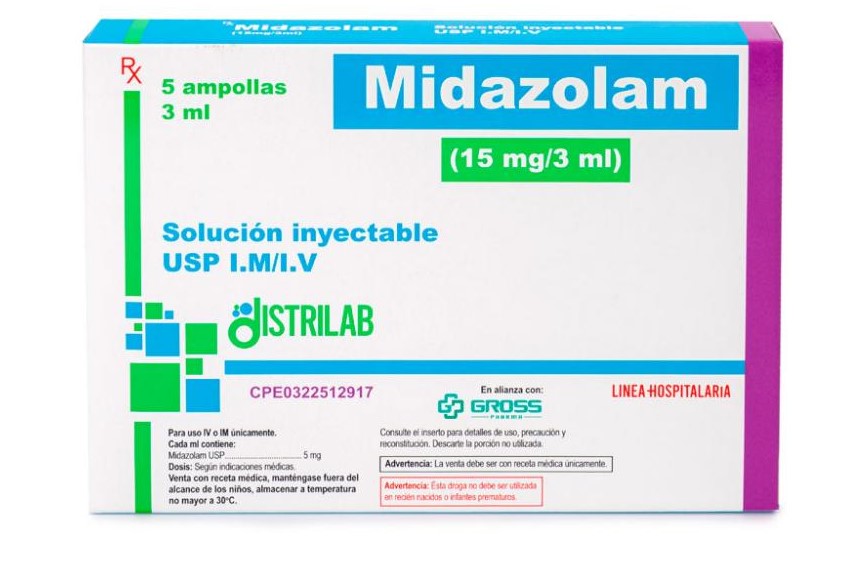 Midazolam
(15mg/3ml)
Solución inyectable
USP I.M/I.V
Rx
5 ampollas
3 ml
Midazolam
(15 mg/3 ml)
Solución inyectable
USP I.M/I.V
DISTRILAB
CPE0322512917
En alianza con:
GROSS
PHARMA
LINEA HOSPITALARIA
Para uso IV o IM únicamente.
Cada ml contiene:
Midazolam USP..............................5 mg
Dosis: Según indicaciones médicas.
Venta con receta médica, manténgase fuera del
alcance de los niños, almacenar a temperatura
no mayor a 30ºC.
Consulte el inserto para detalles de uso, precaución y
reconstitución. Descarte la porción no utilizada.
Advertencia: La venta debe ser con receta médica únicamente.
Advertencia: Esta droga no debe ser utilizada
en recién nacidos o infantes prematuros.